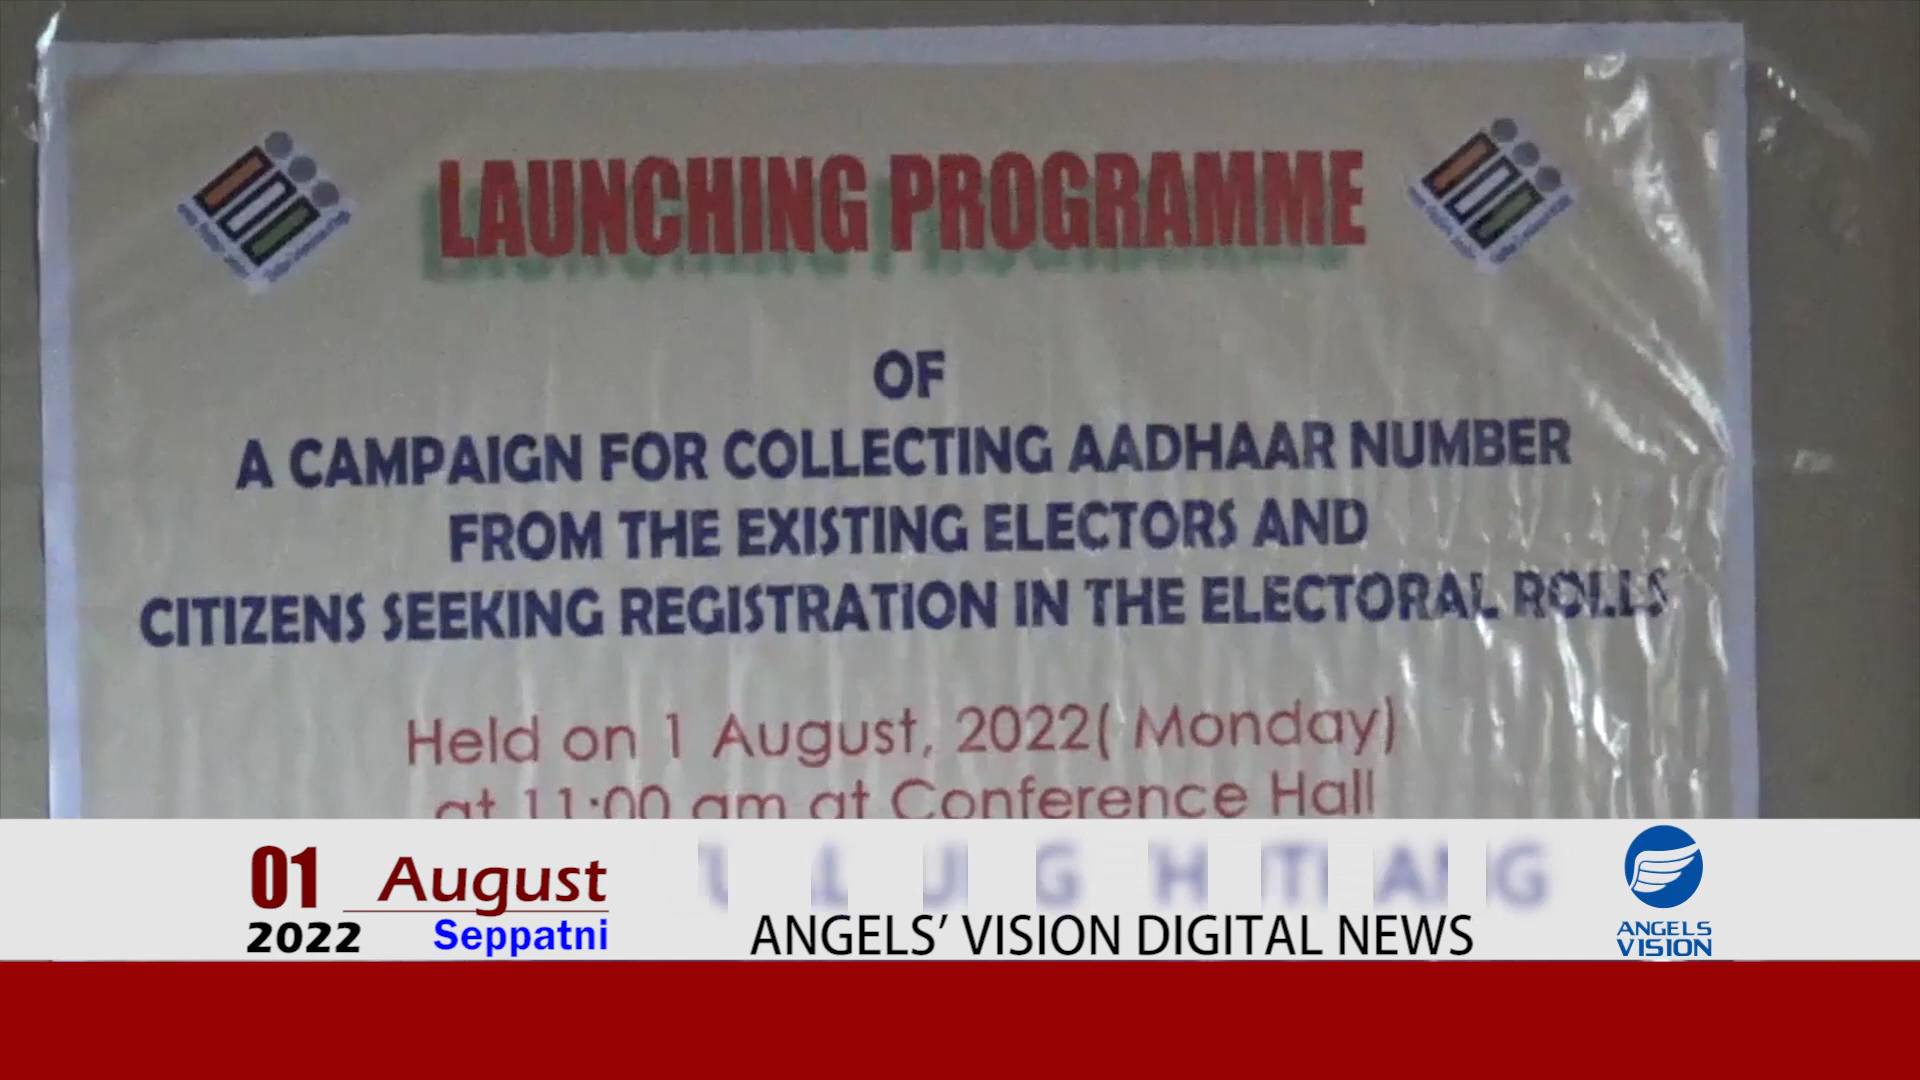 LAUNCHING PROGRAMME
OF
A CAMPAIGN FOR COLLECTING AADHAAR NUMBER
FROM THE EXISTING ELECTORS AND
CITIZENS SEEKING REGISTRATION IN THE ELECTORAL ROLLS
Held on 1 August, 2022( Monday)
at 11:00 am at Conference Hall
01 August
2022 Seppatni
ANGELS' VISION DIGITAL NEWS
ANGELS
VISION